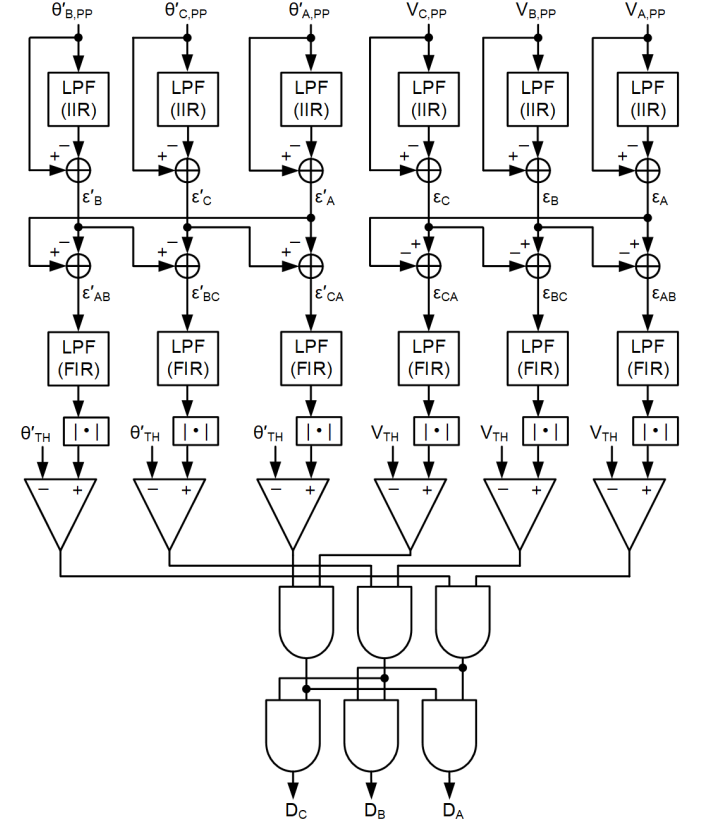 θ′B,PP θ′C,PP θ′A,PP VC,PP VB,PP VA,PP
LPF LPF LPF LPF LPF LPF
(IIR) (IIR) (IIR) (IIR) (IIR) (IIR)
− − − − − −
+ + + + + +
ε′B ε′C ε′A εC εB εA
− − − + + +
+ + + − − −
ε′AB ε′BC ε′CA εCA εBC εAB
LPF LPF LPF LPF LPF LPF
(FIR) (FIR) (FIR) (FIR) (FIR) (FIR)
θ′TH |•| θ′TH |•| θ′TH |•| VTH |•| VTH |•| VTH |•|
− + − + − + − + − + − +
DC DB DA